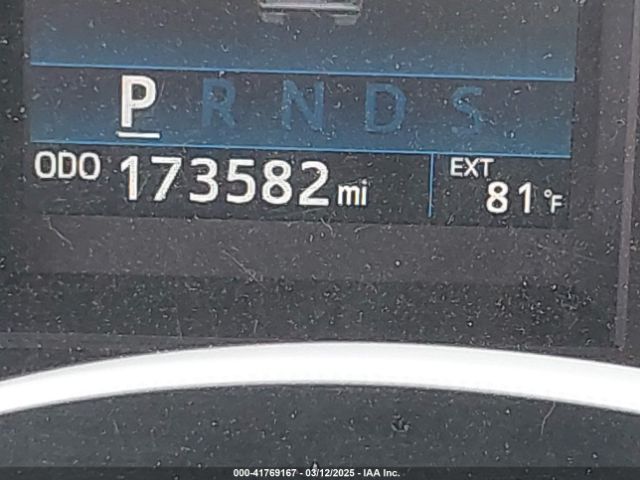 P R N D S
ODO 173582 mi EXT
81°F
000-41769167 - 03/12/2025 - IAA Inc.